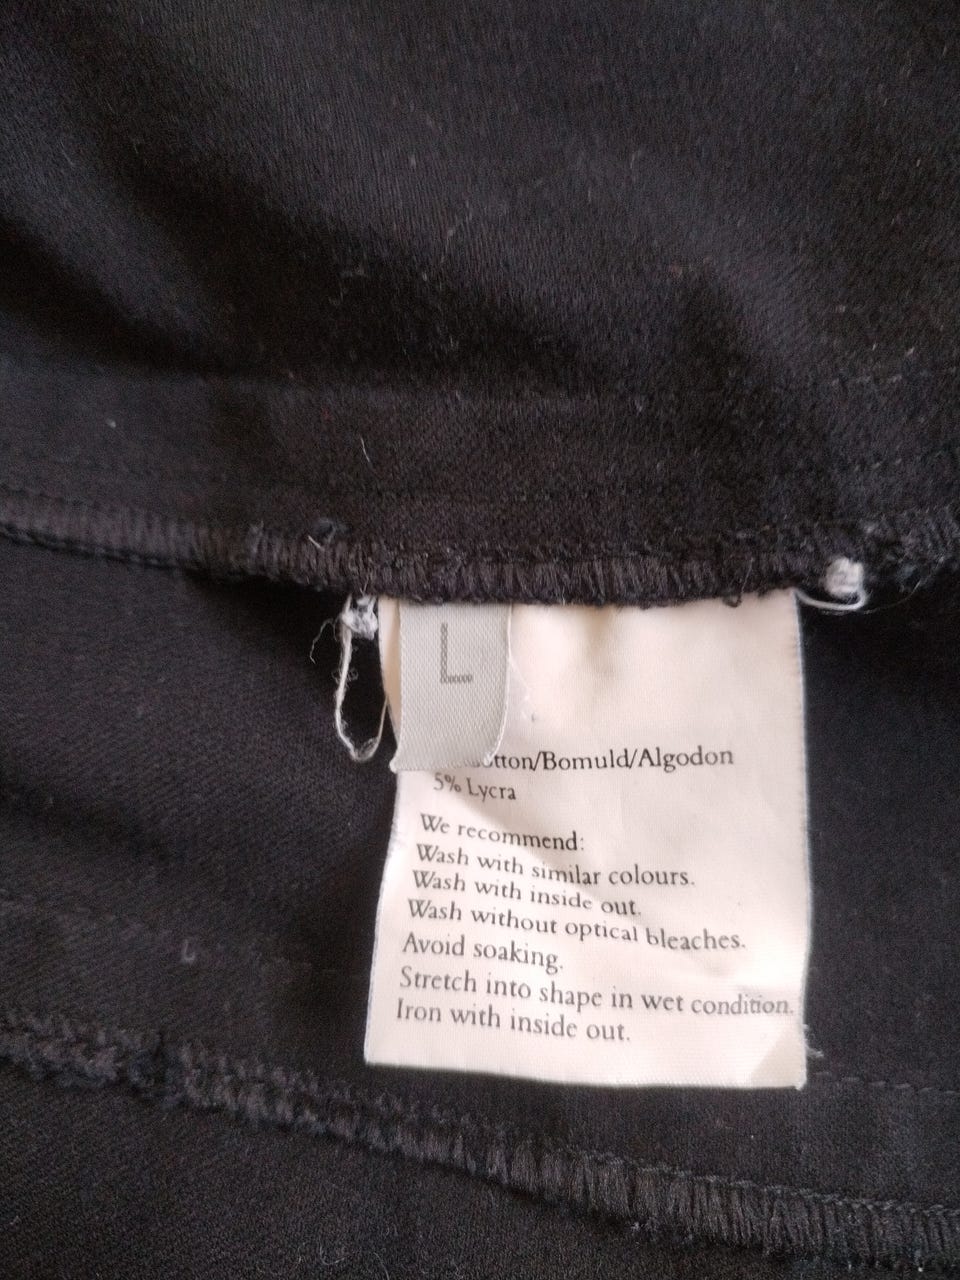 L
tton/Bomuld/Algodon
5% Lycra
We recommend:
Wash with similar colours.
Wash with inside out.
Wash without optical bleaches.
Avoid soaking.
Stretch into shape in wet condition.
Iron with inside out.